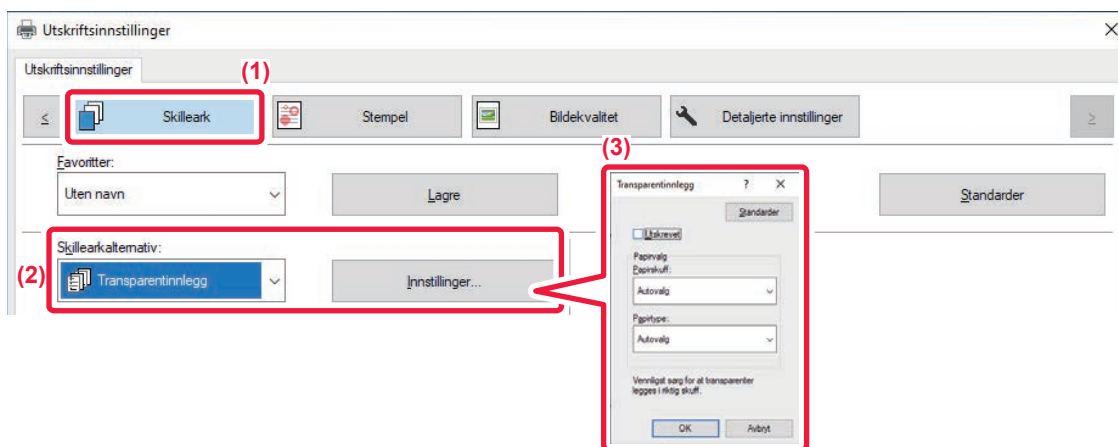 Utskriftsinnstillinger
Utskriftsinnstillinger
(1)
Skilleark
Stempel
Bildekvalitet
Detaljerte innstillinger
(3)
Favoritter:
Uten navn
Lagre
Standarder
(2)
Skillearkalternativ:
Transparentinnlegg
Innstillinger...
Transparentinnlegg
Standarder
Utskrevet
Papirvalg
Papirskuff:
Autovalg
Papirtype:
Autovalg
Vennligst sørg for at transparenter
legges i riktig skuff.
OK
Avbryt